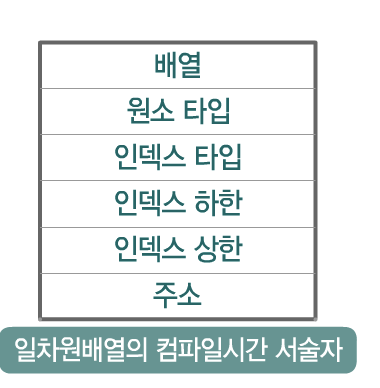 배열
원소 타입
인덱스 타입
인덱스 하한
인덱스 상한
주소
일차원배열의 컴파일시간 서술자